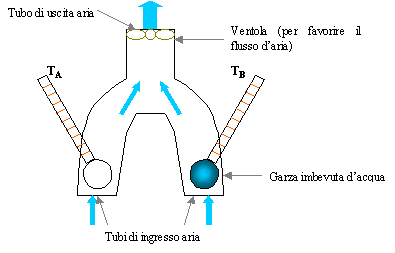 Tubo di uscita aria
Ventola (per favorire il
flusso d'aria)
TA
TB
Garza imbevuta d'acqua
Tubi di ingresso aria